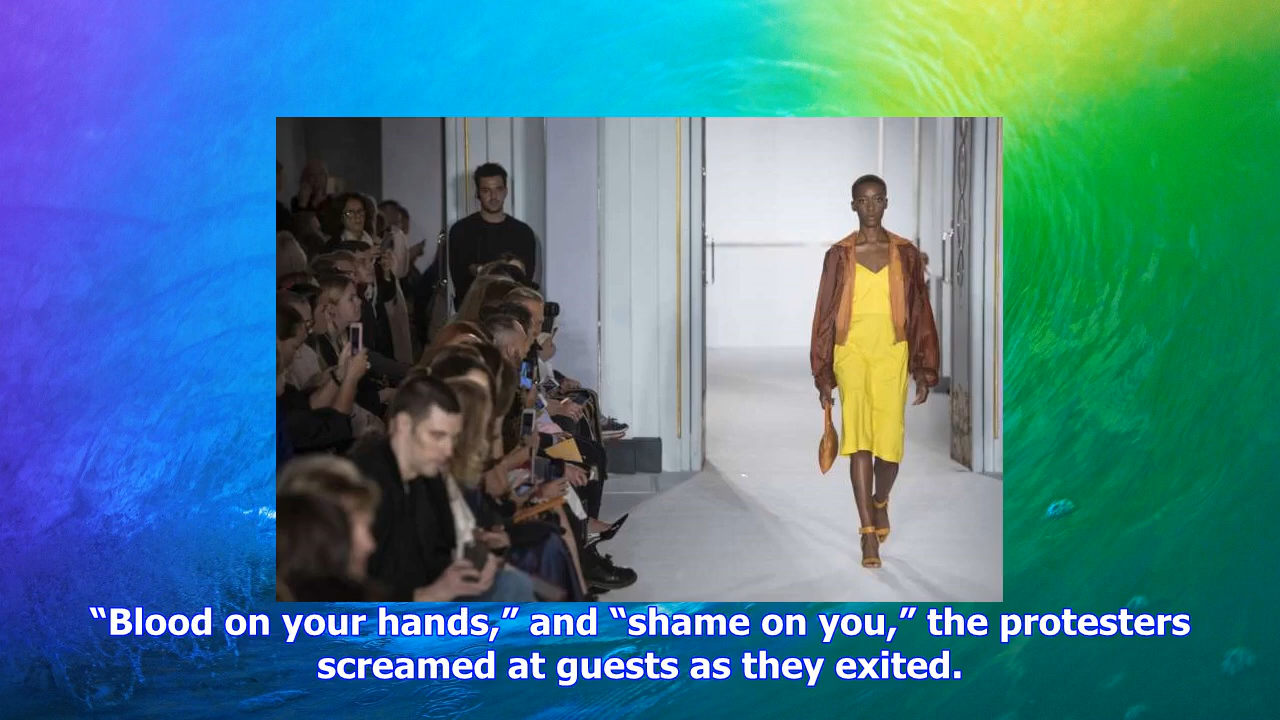 “Blood on your hands,” and “shame on you,” the protesters
screamed at guests as they exited.